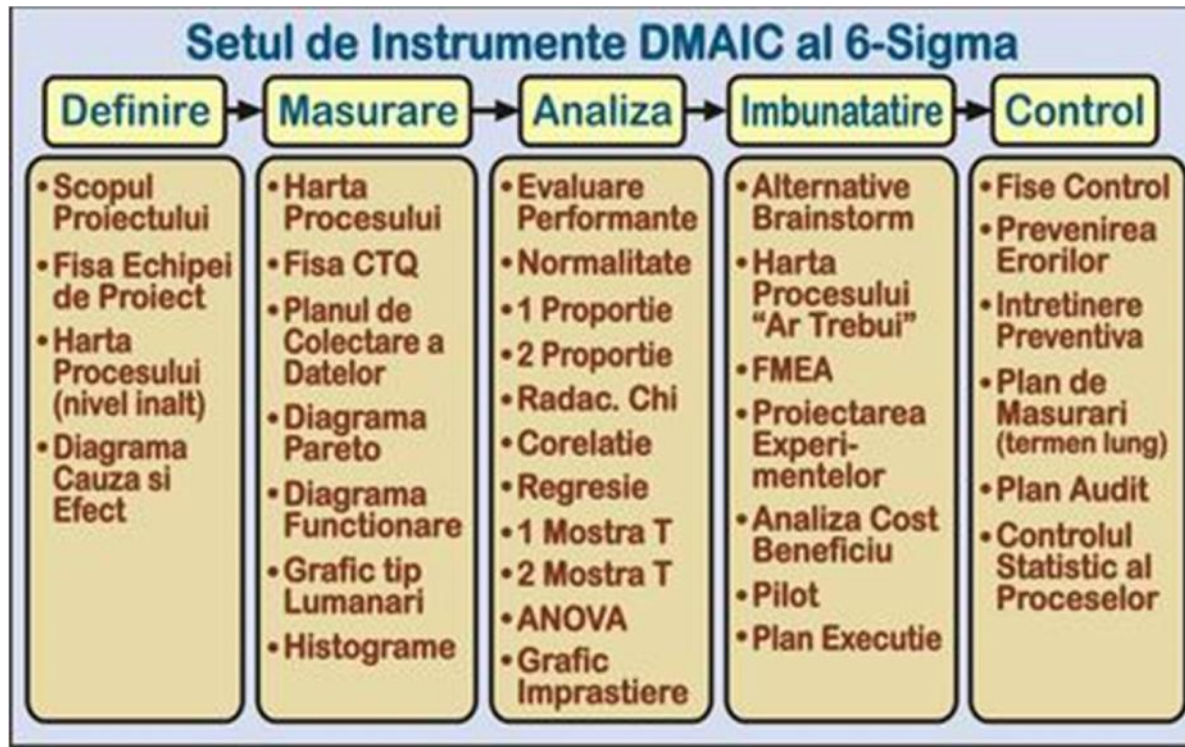 Setul de Instrumente DMAIC al 6-Sigma
Definire
Masurare
Analiza
Imbunatatire
Control
• Scopul
Proiectului
• Fisa Echipei
de Proiect
• Harta
Procesului
(nivel inalt)
• Diagrama
Cauza si
Efect
• Harta
Procesului
• Fisa CTQ
• Planul de
Colectare a
Datelor
• Diagrama
Pareto
• Diagrama
Functionare
• Grafic tip
Lumanari
• Histograme
• Evaluare
Performante
• Normalitate
• 1 Proportie
• 2 Proportie
• Radac. Chi
• Corelatie
• Regresie
• 1 Mostra T
• 2 Mostra T
• ANOVA
• Grafic
Imprastiere
• Alternative
Brainstorm
• Harta
Procesului
“Ar Trebui”
• FMEA
• Proiectarea
Experi-
mentelor
• Analiza Cost
Beneficiu
• Pilot
• Plan Executie
• Fise Control
• Prevenirea
Erorilor
• Intretinere
Preventiva
• Plan de
Masurari
(termen lung)
• Plan Audit
• Controlul
Statistic al
Proceselor